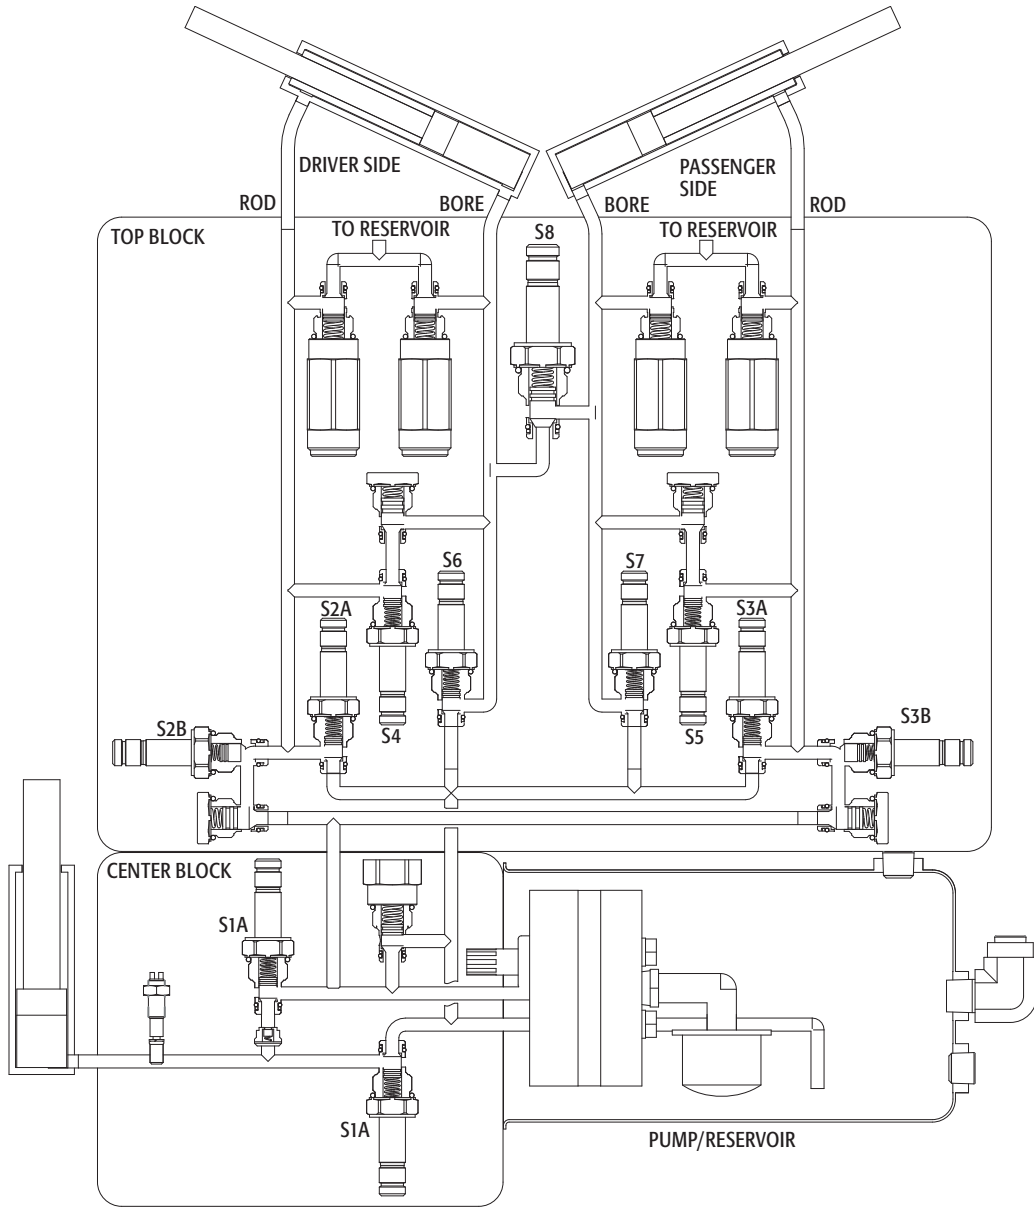 DRIVER SIDE
PASSENGER
SIDE
ROD
BORE
BORE
ROD
TOP BLOCK
TO RESERVOIR
S8
TO RESERVOIR
S6
S7
S2A
S3A
S2B
S4
S5
S3B
CENTER BLOCK
S1A
S1A
PUMP/RESERVOIR